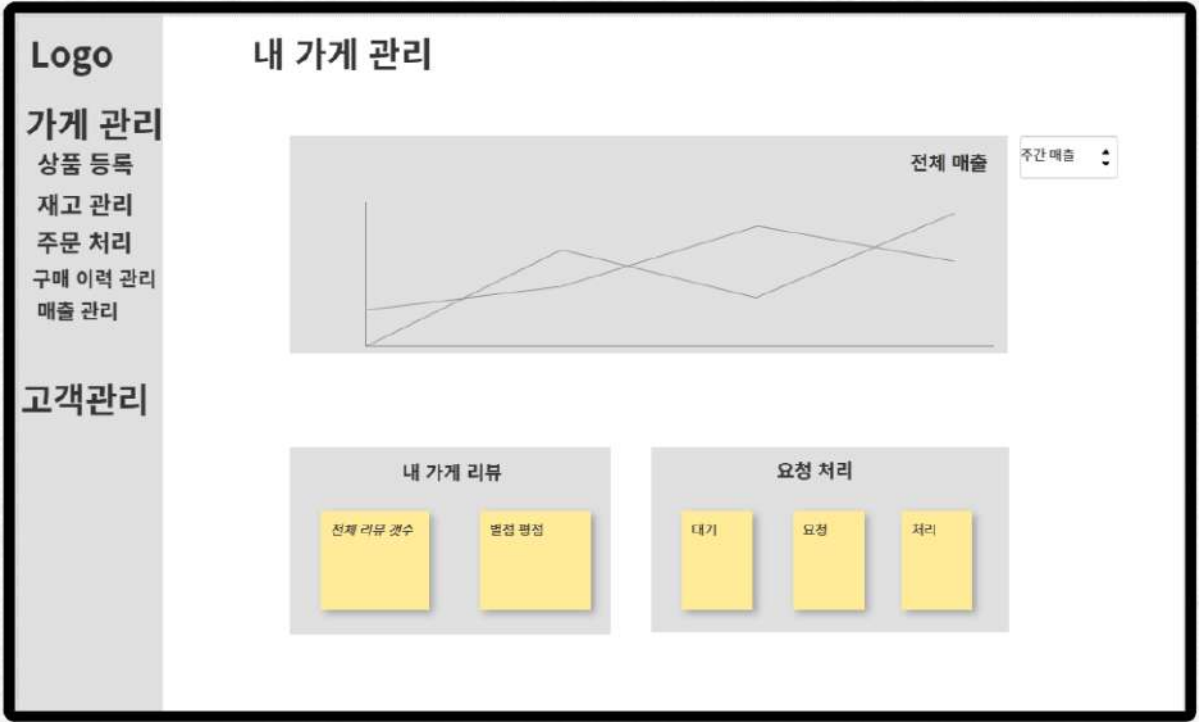 Logo
가게 관리
상품 등록
재고 관리
주문 처리
구매 이력 관리
매출 관리
고객관리
내 가게 관리
전체 매출
주간 매출
내 가게 리뷰
전체 리뷰 갯수
별점 평점
요청 처리
대기
요청
처리